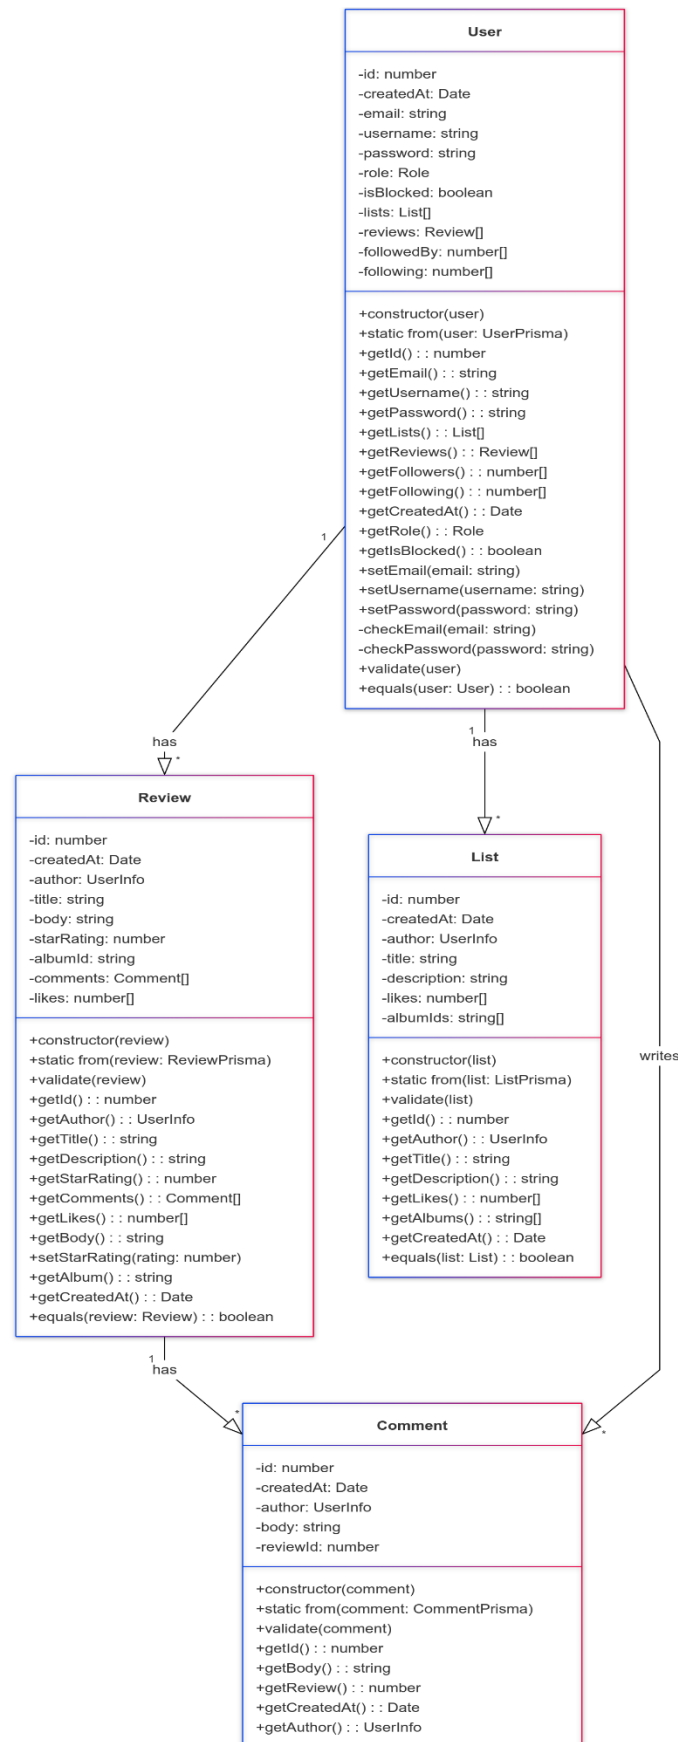 User
-id: number
-createdAt: Date
-email: string
-username: string
-password: string
-role: Role
-isBlocked: boolean
-lists: List[]
-reviews: Review[]
-followedBy: number[]
-following: number[]
+constructor(user)
+static from(user: UserPrisma)
+getId() : : number
+getEmail() : : string
+getUsername() : : string
+getPassword() : : string
+getLists() : : List[]
+getReviews() : : Review[]
+getFollowers() : : number[]
+getFollowing() : : number[]
+getCreatedAt() : : Date
+getRole() : : Role
+getIsBlocked() : : boolean
+setEmail(email: string)
+setUsername(username: string)
+setPassword(password: string)
-checkEmail(email: string)
-checkPassword(password: string)
+validate(user)
+equals(user: User) : : boolean
1
has
*
1
has
*
writes
*
Review
-id: number
-createdAt: Date
-author: UserInfo
-title: string
-body: string
-starRating: number
-albumId: string
-comments: Comment[]
-likes: number[]
+constructor(review)
+static from(review: ReviewPrisma)
+validate(review)
+getId() : : number
+getAuthor() : : UserInfo
+getTitle() : : string
+getDescription() : : string
+getStarRating() : : number
+getComments() : : Comment[]
+getLikes() : : number[]
+getBody() : : string
+setStarRating(rating: number)
+getAlbum() : : string
+getCreatedAt() : : Date
+equals(review: Review) : : boolean
List
-id: number
-createdAt: Date
-author: UserInfo
-title: string
-description: string
-likes: number[]
-albumIds: string[]
+constructor(list)
+static from(list: ListPrisma)
+validate(list)
+getId() : : number
+getAuthor() : : UserInfo
+getTitle() : : string
+getDescription() : : string
+getLikes() : : number[]
+getAlbums() : : string[]
+getCreatedAt() : : Date
+equals(list: List) : : boolean
1
has
*
Comment
-id: number
-createdAt: Date
-author: UserInfo
-body: string
-reviewId: number
+constructor(comment)
+static from(comment: CommentPrisma)
+validate(comment)
+getId() : : number
+getBody() : : string
+getReview() : : number
+getCreatedAt() : : Date
+getAuthor() : : UserInfo